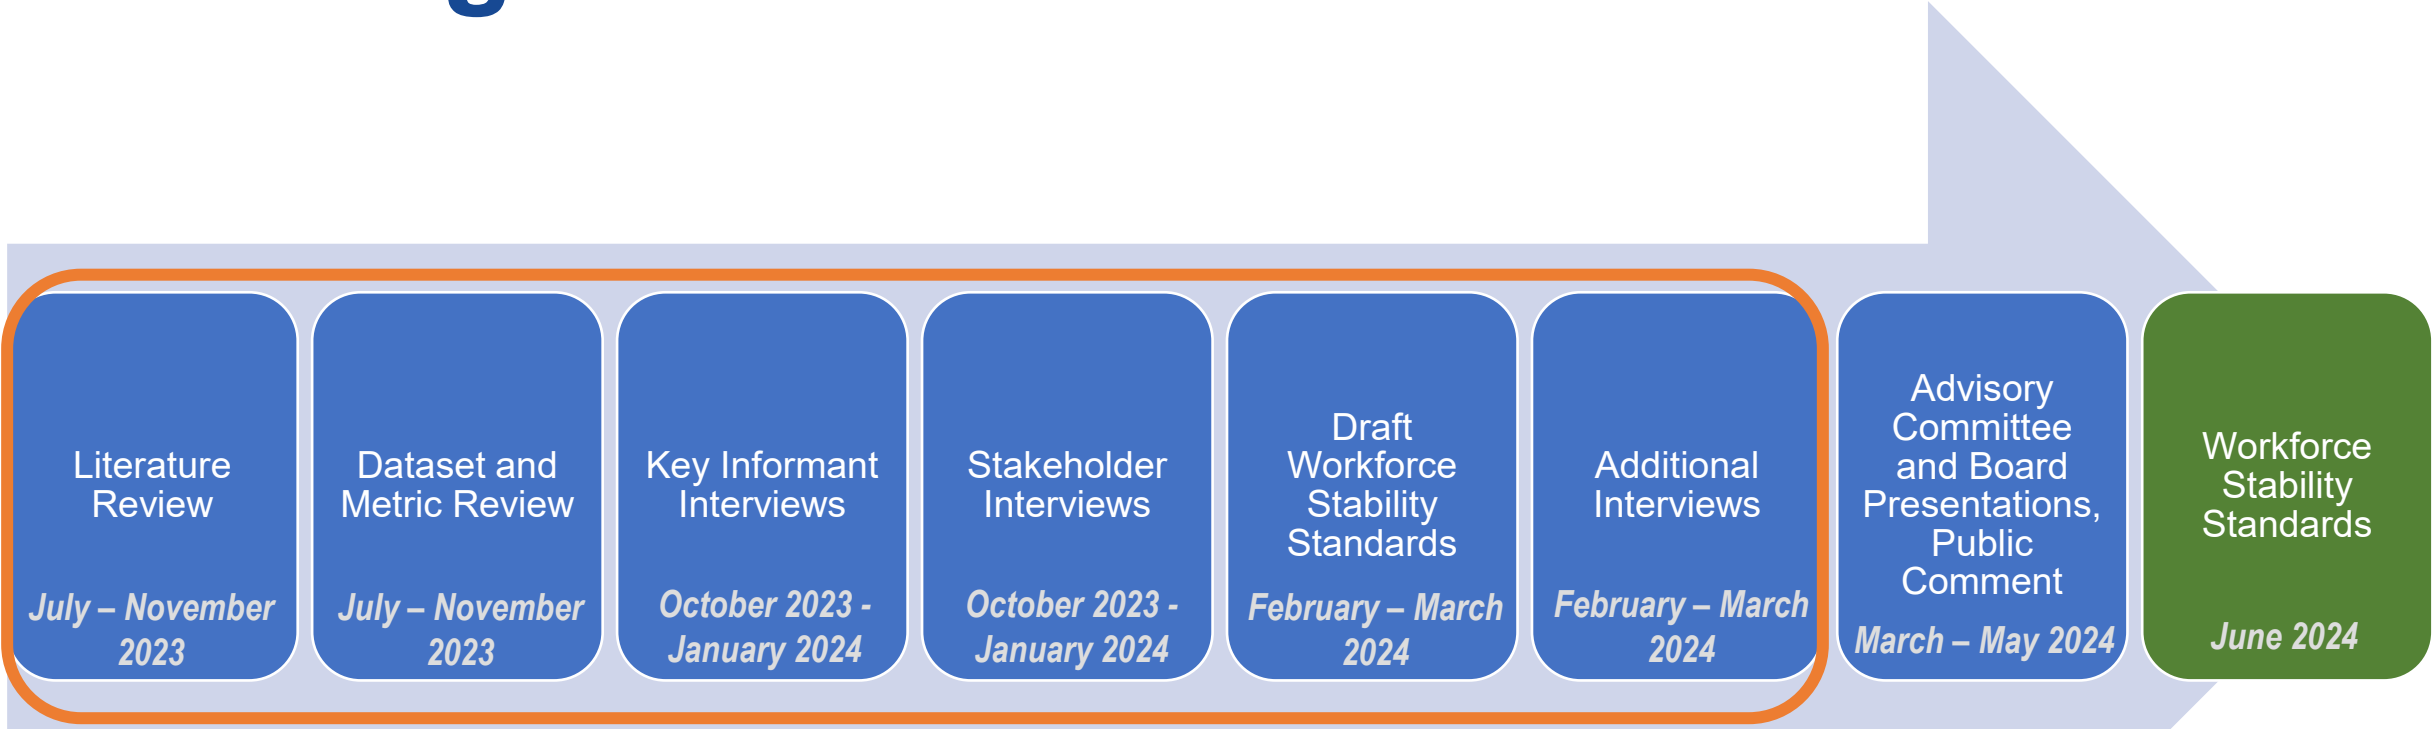 Literature
Review
July – November
2023
Dataset and
Metric Review
July – November
2023
Key Informant
Interviews
October 2023 -
January 2024
Stakeholder
Interviews
October 2023 -
January 2024
Draft
Workforce
Stability
Standards
February – March
2024
Additional
Interviews
February – March
2024
Advisory
Committee
and Board
Presentations,
Public
Comment
March – May 2024
Workforce
Stability
Standards
June 2024